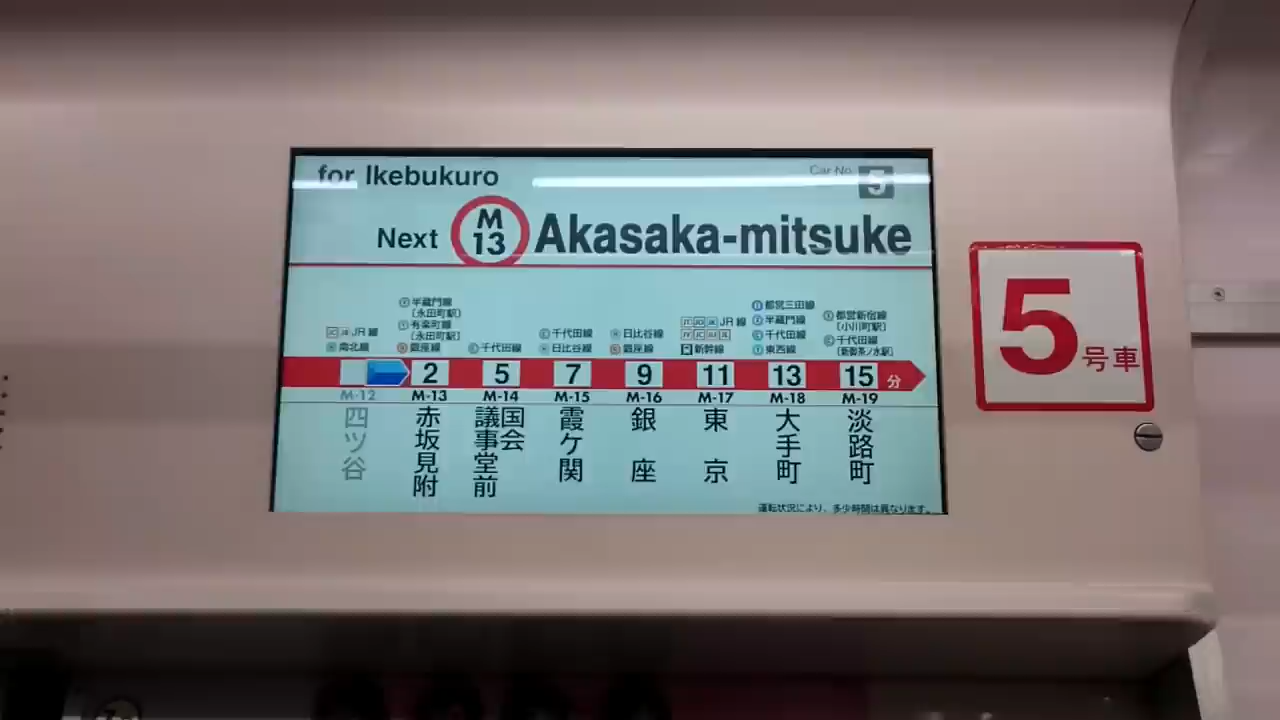 for Ikebukuro
Car No. 5
Next M 13 Akasaka-mitsuke
半蔵門線
(永田町駅)
有楽町線
(永田町駅)
銀座線
JR線
南北線
千代田線
千代田線
日比谷線
日比谷線
銀座線
JR線
新幹線
都営三田線
半蔵門線
千代田線
東西線
都営新宿線
(小川町駅)
千代田線
(新御茶ノ水駅)
2 5 7 9 11 13 15 分
M-12 M-13 M-14 M-15 M-16 M-17 M-18 M-19
四ツ谷
赤坂見附
国会
議事堂前
霞ケ関
銀座
東京
大手町
淡路町
運転状況により、多少時間は異なります。
5号車